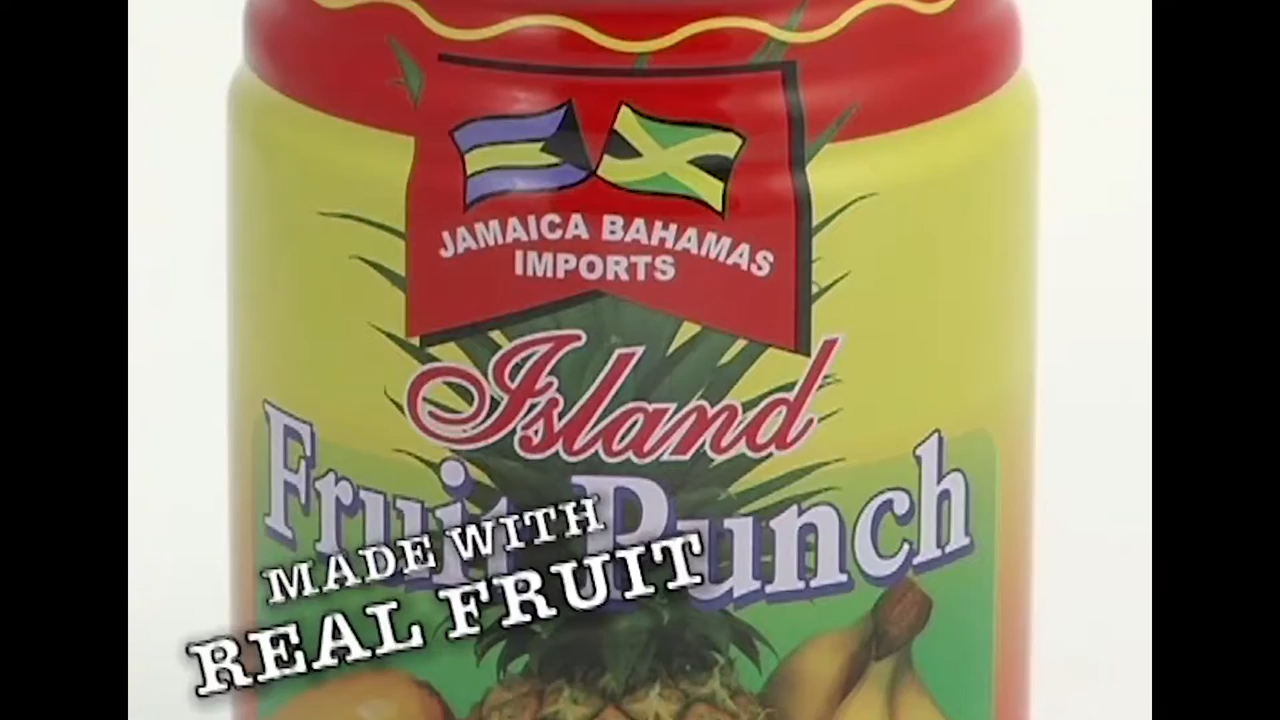 JAMAICA BAHAMAS
IMPORTS
Island
Fruit Punch
MADE WITH
REAL FRUIT